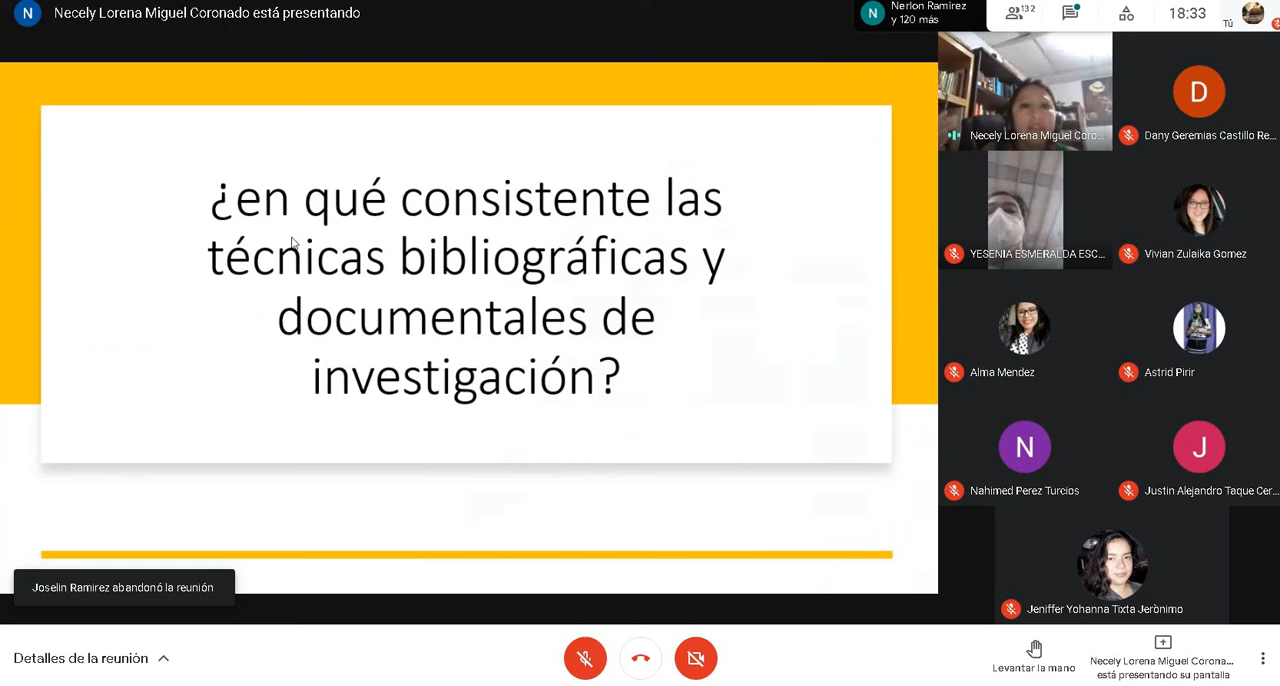 N
Necely Lorena Miguel Coronado está presentando
N
Nerlon Ramirez
y 120 más
132
18:33
Tú
¿en qué consistente las
técnicas bibliográficas y
documentales de
investigación?
Necely Lorena Miguel Coro...
D
Dany Geremias Castillo Re...
YESENIA ESMERALDA ESC...
Vivian Zulaika Gomez
Alma Mendez
Astrid Pirir
N
Nahimed Perez Turcios
J
Justin Alejandro Taque Cer...
Jeniffer Yohanna Tixta Jerònimo
Joselin Ramirez abandonó la reunión
Detalles de la reunión
Levantar la mano
Necely Lorena Miguel Corona...
está presentando su pantalla